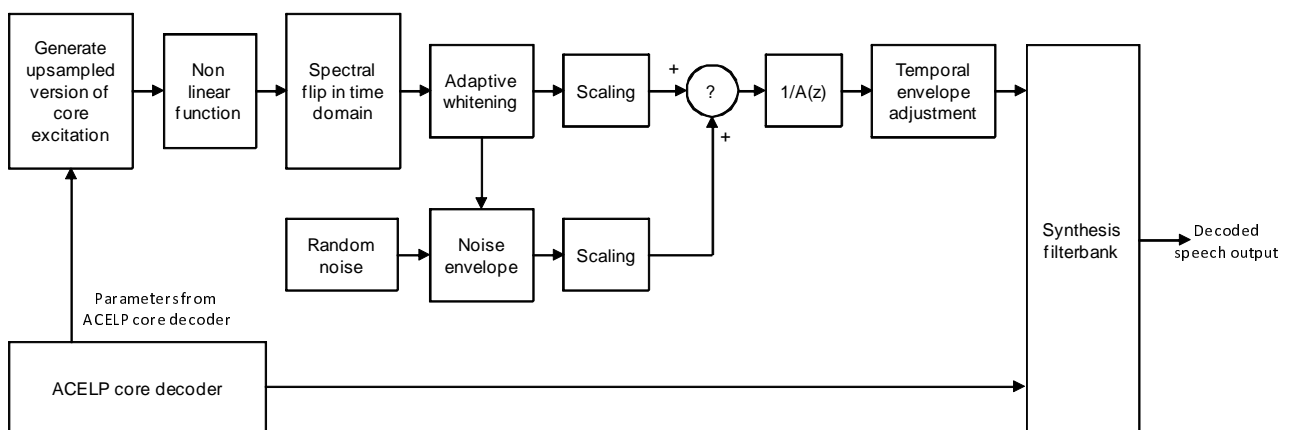 Generate
upsampled
version of
core
excitation
Non
linear
function
Spectral
flip in time
domain
Adaptive
whitening
Scaling
+
?
1/A(z)
Temporal
envelope
adjustment
+
Random
noise
Noise
envelope
Scaling
Synthesis
filterbank
Decoded
speech output
Parameters from
ACELP core decoder
ACELP core decoder